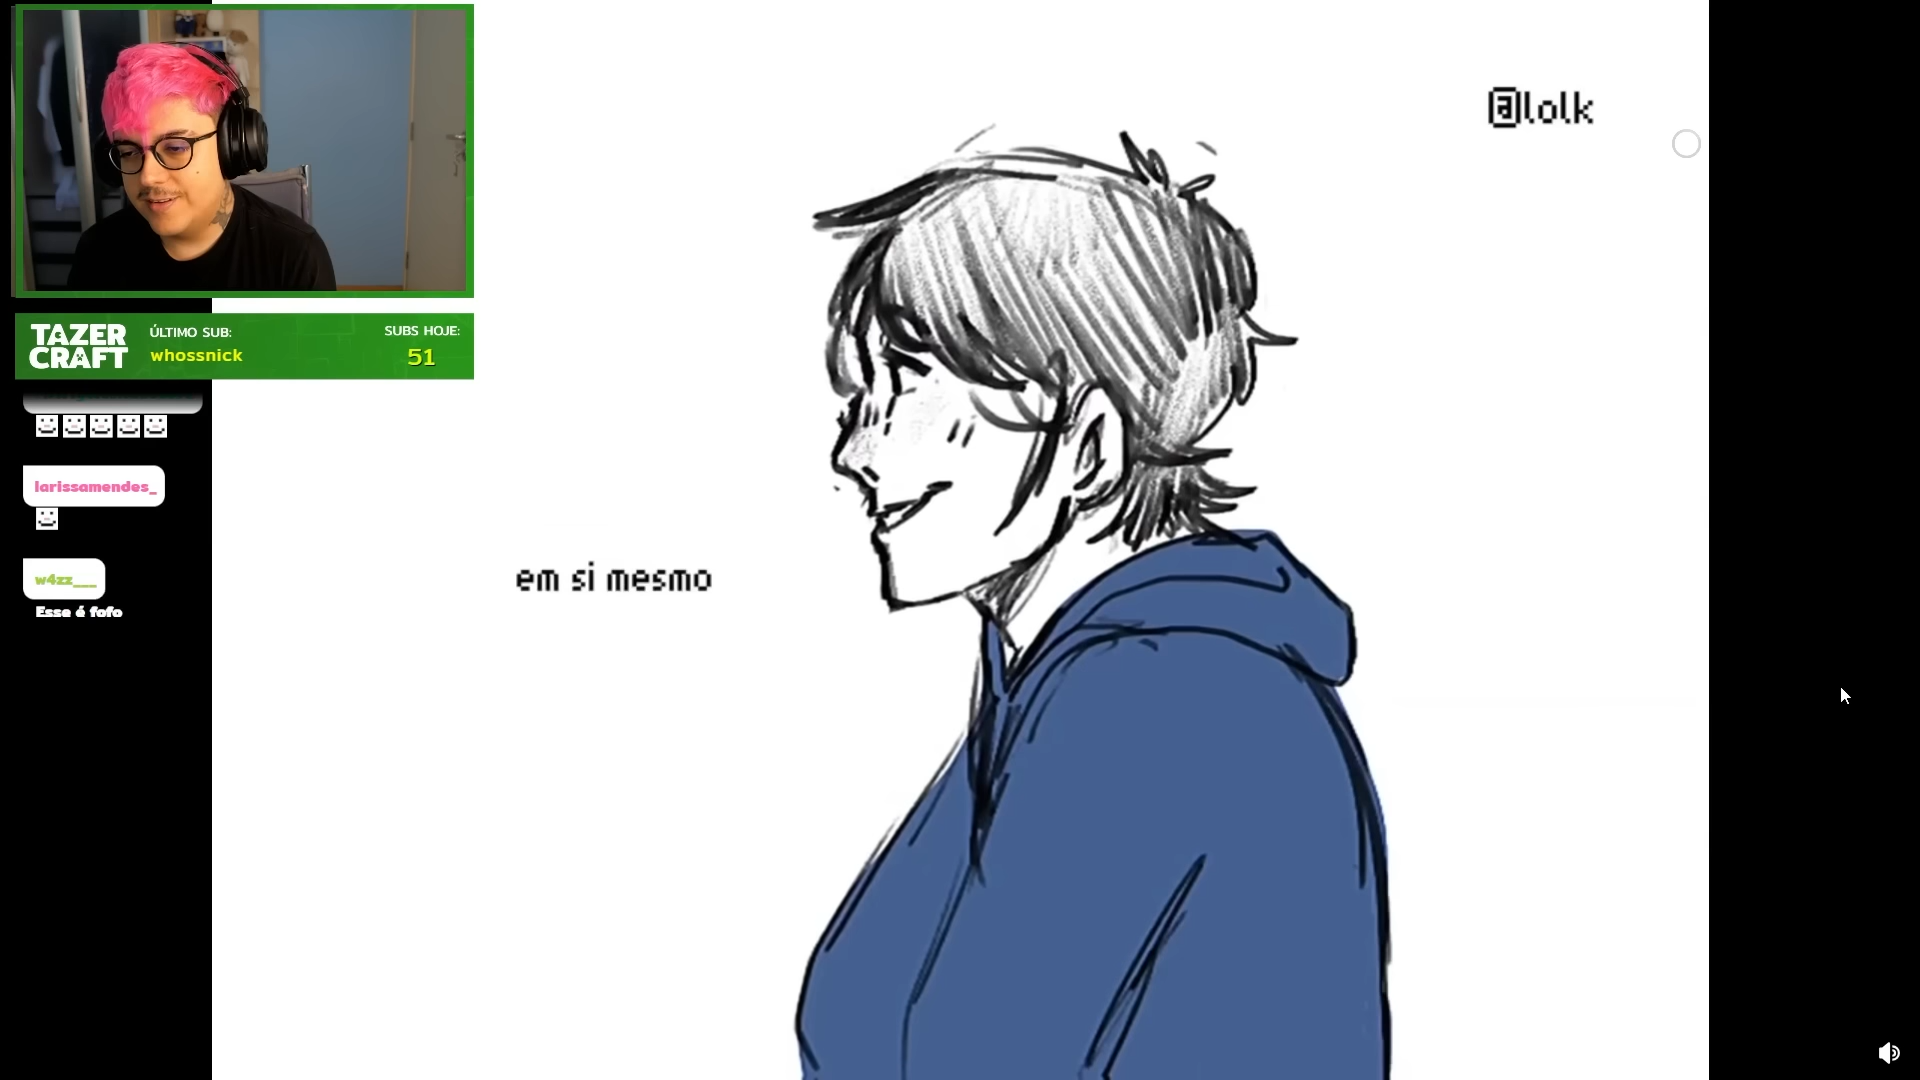 @lolk
TAZER
CRAFT
ÚLTIMO SUB:
whossnick
SUBS HOJE:
51
larissamendes_
em si mesmo
w4zz___
Esse é fofo